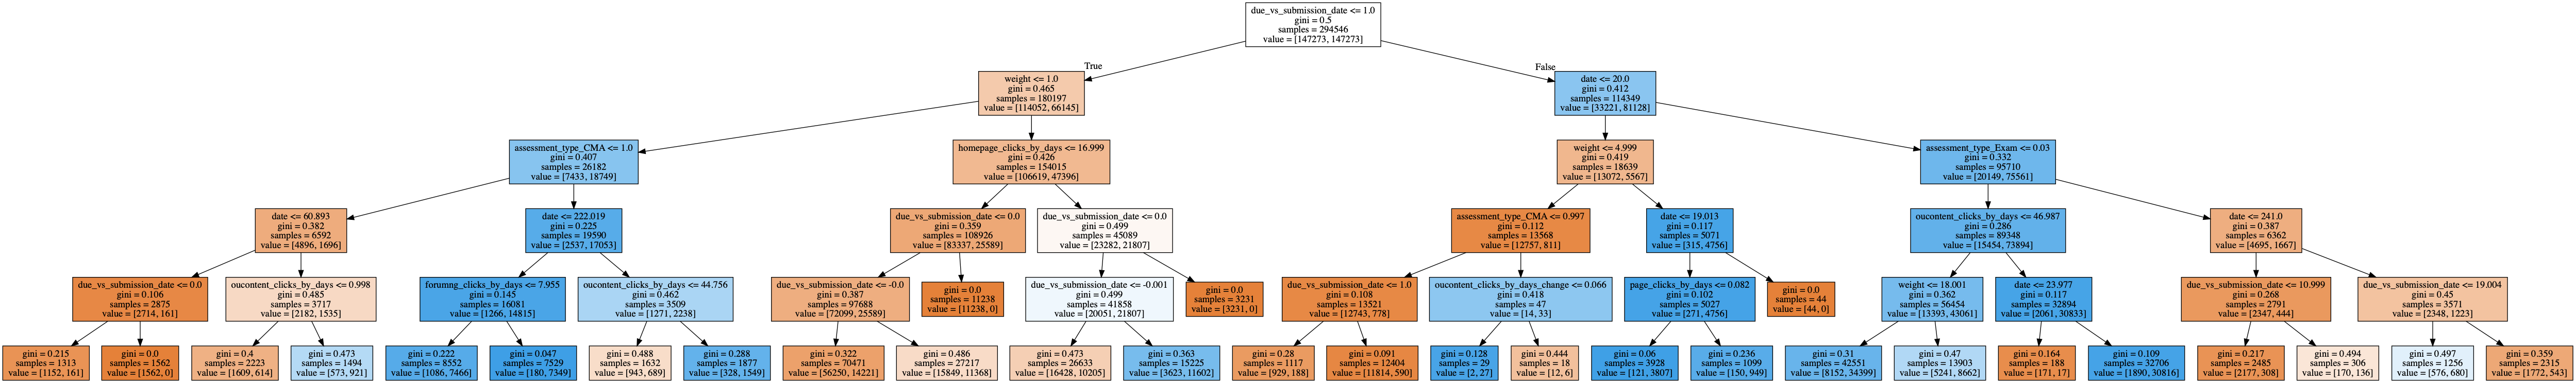 due_vs_submission_date <= 1.0
gini = 0.5
samples = 294546
value = [147273, 147273]
True
False
weight <= 1.0
gini = 0.465
samples = 180197
value = [114052, 66145]
date <= 20.0
gini = 0.412
samples = 114349
value = [33221, 81128]
assessment_type_CMA <= 1.0
gini = 0.407
samples = 26182
value = [7433, 18749]
homepage_clicks_by_days <= 16.999
gini = 0.426
samples = 154015
value = [106619, 47396]
weight <= 4.999
gini = 0.419
samples = 18639
value = [13072, 5567]
assessment_type_Exam <= 0.03
gini = 0.332
samples = 95710
value = [20149, 75561]
date <= 60.893
gini = 0.382
samples = 6592
value = [4896, 1696]
date <= 222.019
gini = 0.225
samples = 19590
value = [2537, 17053]
due_vs_submission_date <= 0.0
gini = 0.359
samples = 108926
value = [83337, 25589]
due_vs_submission_date <= 0.0
gini = 0.499
samples = 45089
value = [23282, 21807]
assessment_type_CMA <= 0.997
gini = 0.112
samples = 13568
value = [12757, 811]
date <= 19.013
gini = 0.117
samples = 5071
value = [315, 4756]
oucontent_clicks_by_days <= 46.987
gini = 0.286
samples = 89348
value = [15454, 73894]
date <= 241.0
gini = 0.387
samples = 6362
value = [4695, 1667]
due_vs_submission_date <= 0.0
gini = 0.106
samples = 2875
value = [2714, 161]
oucontent_clicks_by_days <= 0.998
gini = 0.485
samples = 3717
value = [2182, 1535]
forumng_clicks_by_days <= 7.955
gini = 0.145
samples = 16081
value = [1266, 14815]
oucontent_clicks_by_days <= 44.756
gini = 0.462
samples = 3509
value = [1271, 2238]
due_vs_submission_date <= -0.0
gini = 0.387
samples = 97688
value = [72099, 25589]
gini = 0.0
samples = 11238
value = [11238, 0]
due_vs_submission_date <= -0.001
gini = 0.499
samples = 41858
value = [20051, 21807]
gini = 0.0
samples = 3231
value = [3231, 0]
due_vs_submission_date <= 1.0
gini = 0.108
samples = 13521
value = [12743, 778]
oucontent_clicks_by_days_change <= 0.066
gini = 0.418
samples = 47
value = [14, 33]
page_clicks_by_days <= 0.082
gini = 0.102
samples = 5027
value = [271, 4756]
gini = 0.0
samples = 44
value = [44, 0]
weight <= 18.001
gini = 0.362
samples = 56454
value = [13393, 43061]
date <= 23.977
gini = 0.117
samples = 32894
value = [2061, 30833]
due_vs_submission_date <= 10.999
gini = 0.268
samples = 2791
value = [2347, 444]
due_vs_submission_date <= 19.004
gini = 0.45
samples = 3571
value = [2348, 1223]
gini = 0.215
samples = 1313
value = [1152, 161]
gini = 0.0
samples = 1562
value = [1562, 0]
gini = 0.4
samples = 2223
value = [1609, 614]
gini = 0.473
samples = 1494
value = [573, 921]
gini = 0.222
samples = 8552
value = [1086, 7466]
gini = 0.047
samples = 7529
value = [180, 7349]
gini = 0.488
samples = 1632
value = [943, 689]
gini = 0.288
samples = 1877
value = [328, 1549]
gini = 0.322
samples = 70471
value = [56250, 14221]
gini = 0.486
samples = 27217
value = [15849, 11368]
gini = 0.473
samples = 26633
value = [16428, 10205]
gini = 0.363
samples = 15225
value = [3623, 11602]
gini = 0.28
samples = 1117
value = [929, 188]
gini = 0.091
samples = 12404
value = [11814, 590]
gini = 0.128
samples = 29
value = [2, 27]
gini = 0.444
samples = 18
value = [12, 6]
gini = 0.06
samples = 3928
value = [121, 3807]
gini = 0.236
samples = 1099
value = [150, 949]
gini = 0.31
samples = 42551
value = [8152, 34399]
gini = 0.47
samples = 13903
value = [5241, 8662]
gini = 0.164
samples = 188
value = [171, 17]
gini = 0.109
samples = 32706
value = [1890, 30816]
gini = 0.217
samples = 2485
value = [2177, 308]
gini = 0.494
samples = 306
value = [170, 136]
gini = 0.497
samples = 1256
value = [576, 680]
gini = 0.359
samples = 2315
value = [1772, 543]